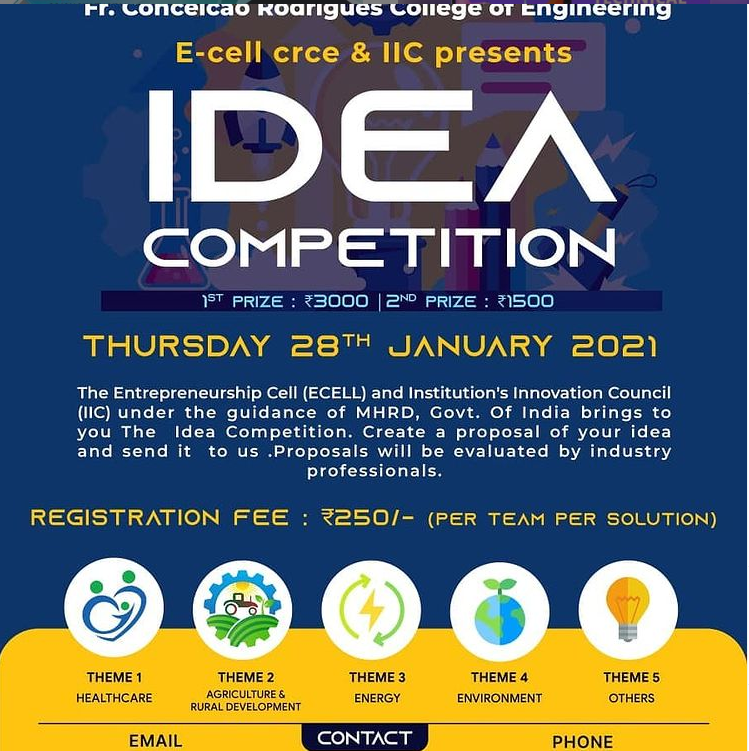 Fr. Conceicao Rodrigues College of Engineering
E-cell crce & IIC presents
IDEA
COMPETITION
1ST PRIZE : ₹3000 | 2ND PRIZE : ₹1500
THURSDAY 28TH JANUARY 2021
The Entrepreneurship Cell (ECELL) and Institution's Innovation Council
(IIC) under the guidance of MHRD, Govt. Of India brings to
you The Idea Competition. Create a proposal of your idea
and send it to us .Proposals will be evaluated by industry
professionals.
REGISTRATION FEE : ₹250/- (PER TEAM PER SOLUTION)
THEME 1
HEALTHCARE
THEME 2
AGRICULTURE &
RURAL DEVELOPMENT
THEME 3
ENERGY
THEME 4
ENVIRONMENT
THEME 5
OTHERS
EMAIL
CONTACT
PHONE